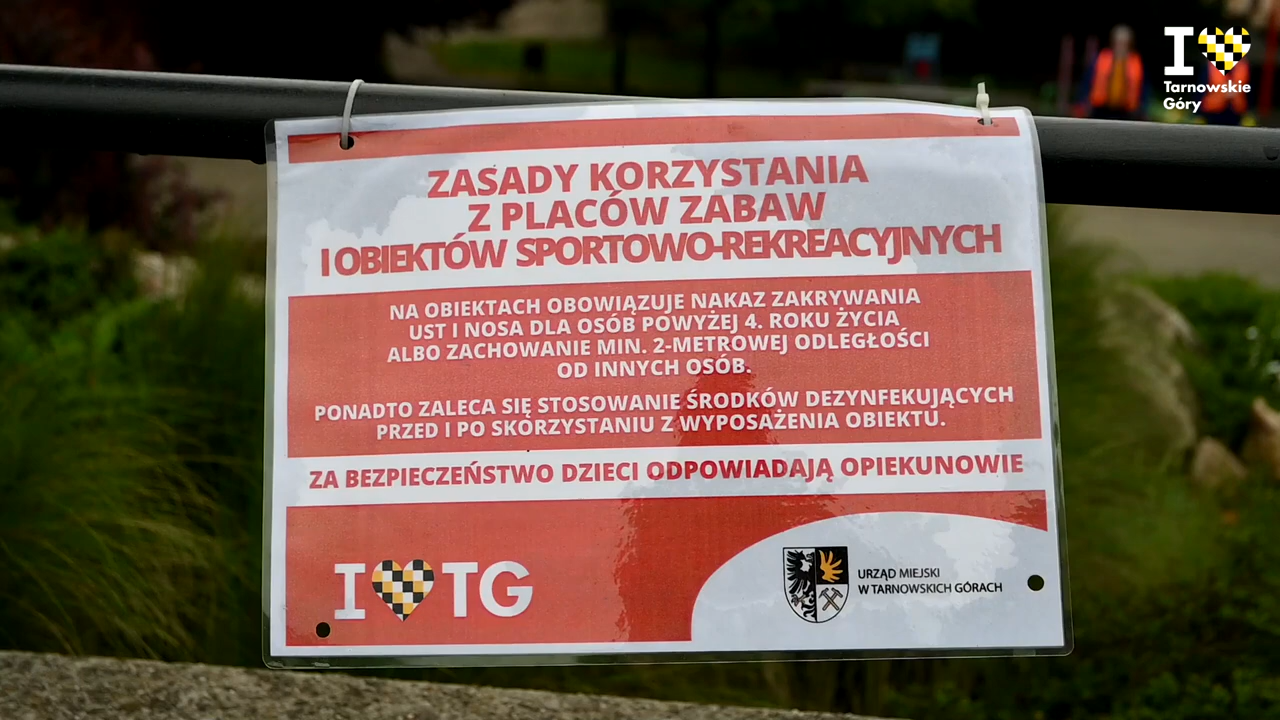 I
Tarnowskie
Góry
ZASADY KORZYSTANIA
Z PLACÓW ZABAW
I OBIEKTÓW SPORTOWO-REKREACYJNYCH
NA OBIEKTACH OBOWIĄZUJE NAKAZ ZAKRYWANIA
UST I NOSA DLA OSÓB POWYŻEJ 4. ROKU ŻYCIA
ALBO ZACHOWANIE MIN. 2-METROWEJ ODLEGŁOŚCI
OD INNYCH OSÓB.
PONADTO ZALECA SIĘ STOSOWANIE ŚRODKÓW DEZYNFEKUJĄCYCH
PRZED I PO SKORZYSTANIU Z WYPOSAŻENIA OBIEKTU.
ZA BEZPIECZEŃSTWO DZIECI ODPOWIADAJĄ OPIEKUNOWIE
I TG
URZĄD MIEJSKI
W TARNOWSKICH GÓRACH